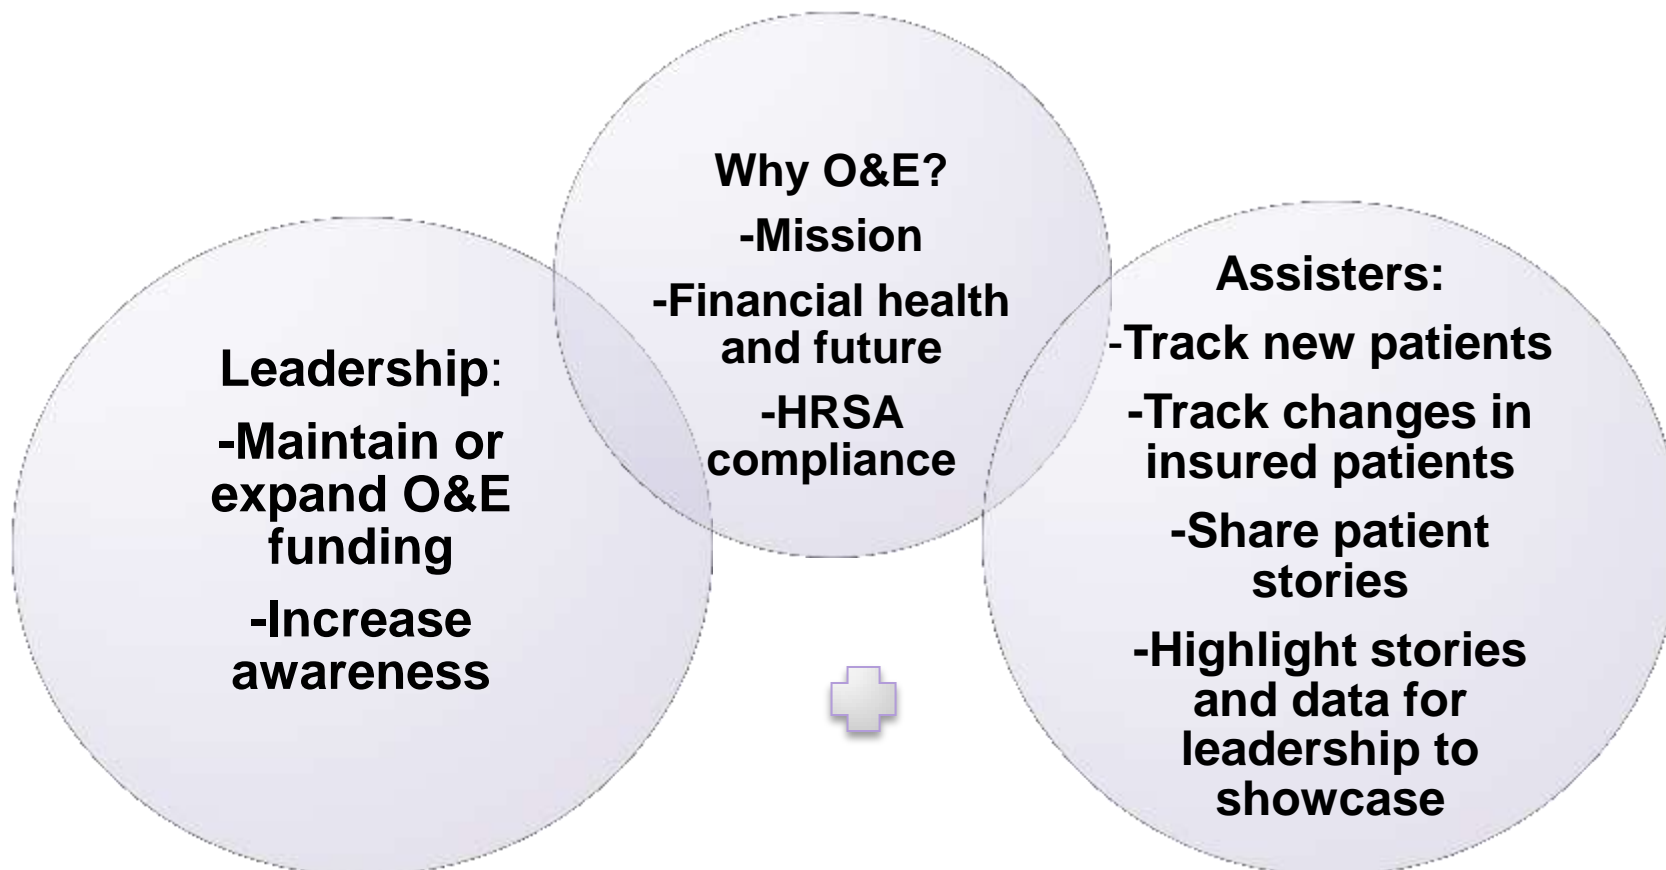 Why O&E?
-Mission
-Financial health
and future
-HRSA
compliance
Leadership:
-Maintain or
expand O&E
funding
-Increase
awareness
Assisters:
-Track new patients
-Track changes in
insured patients
-Share patient
stories
-Highlight stories
and data for
leadership to
showcase